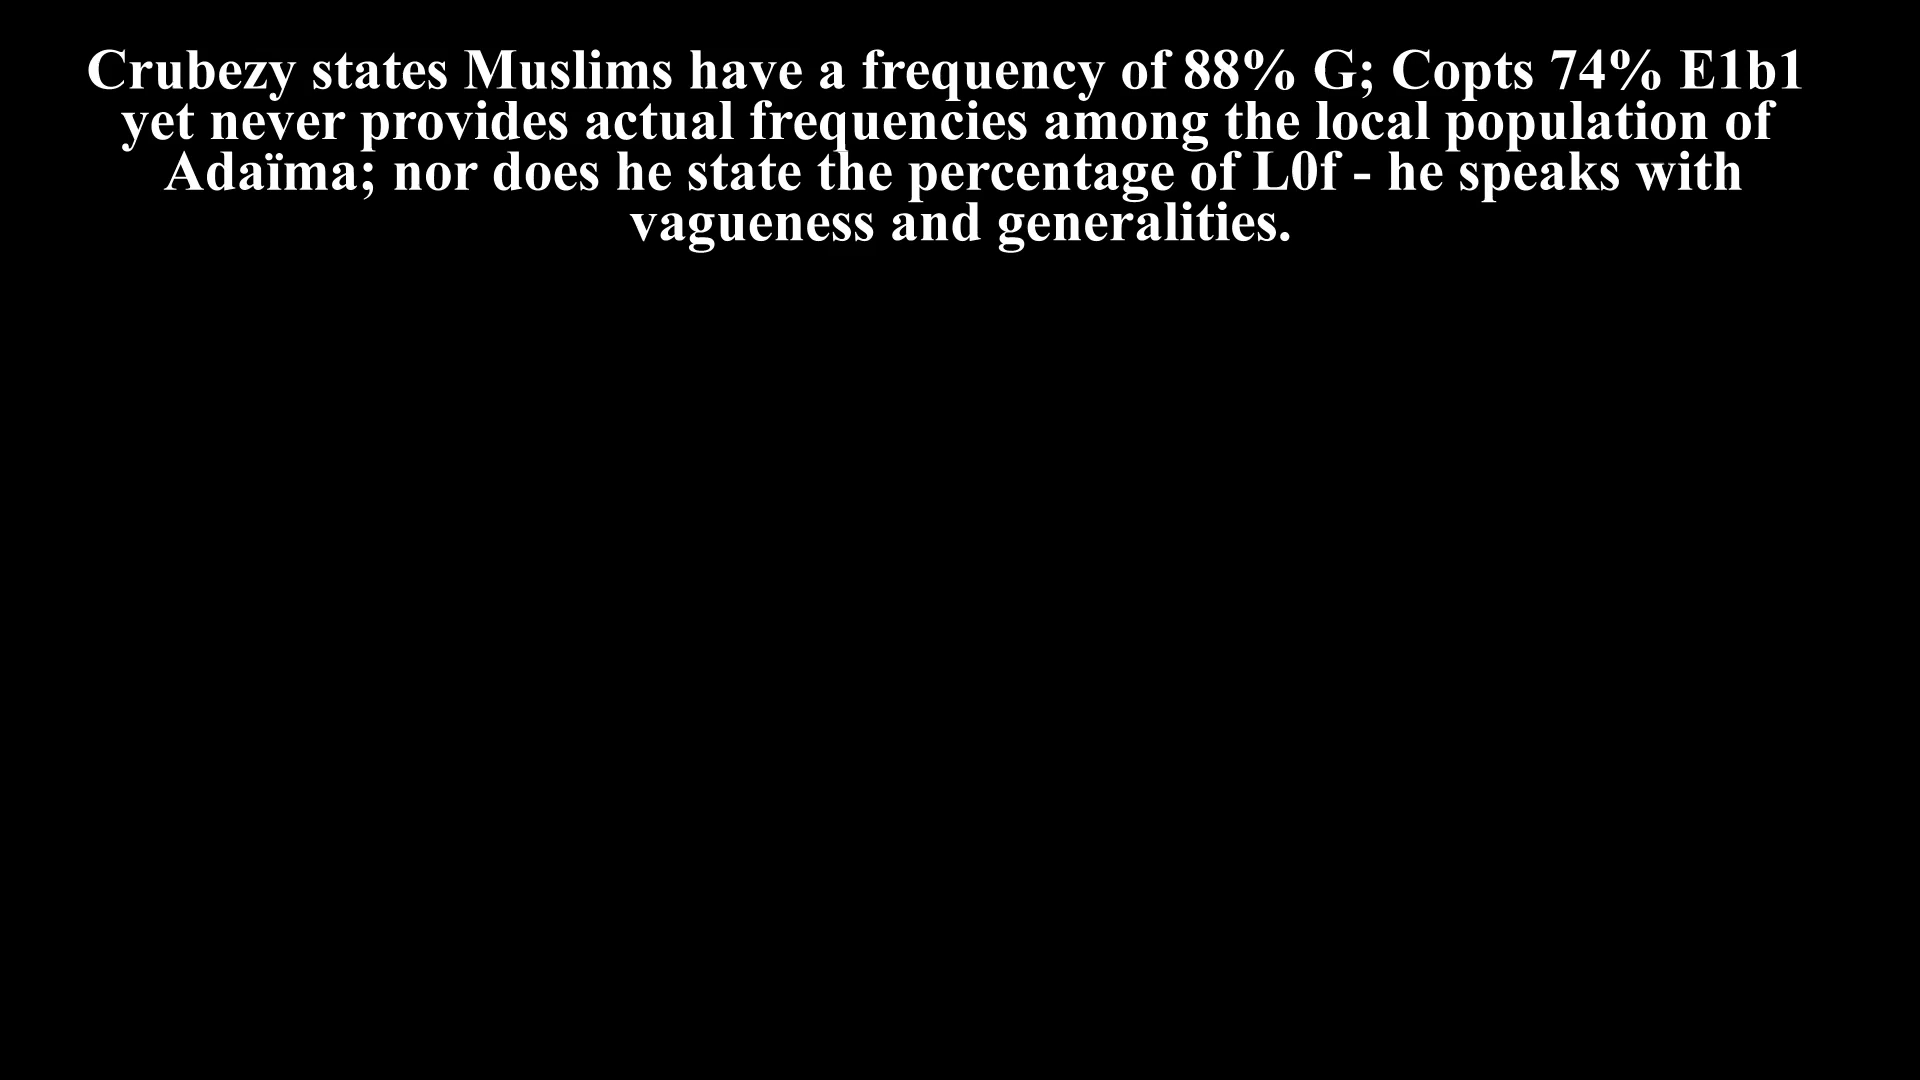 Crubezy states Muslims have a frequency of 88% G; Copts 74% E1b1
yet never provides actual frequencies among the local population of
Adaïma; nor does he state the percentage of L0f - he speaks with
vagueness and generalities.